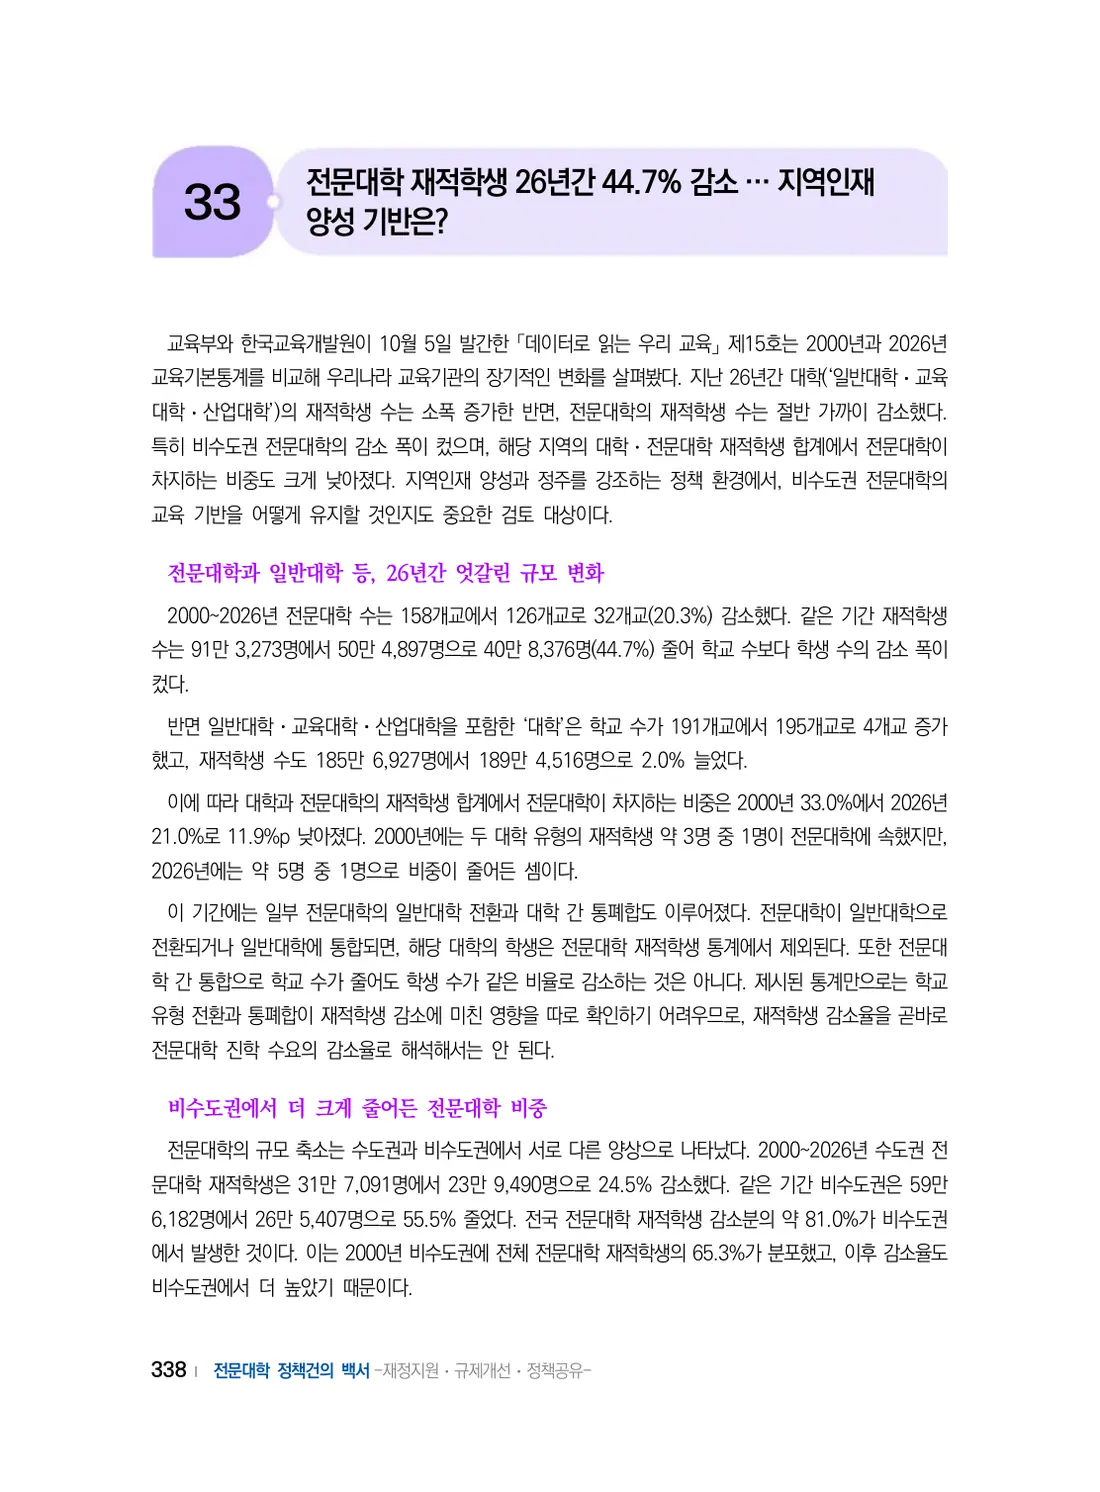 33
전문대학 재적학생 26년간 44.7% 감소 … 지역인재
양성 기반은?
교육부와 한국교육개발원이 10월 5일 발간한 「데이터로 읽는 우리 교육」 제15호는 2000년과 2026년
교육기본통계를 비교해 우리나라 교육기관의 장기적인 변화를 살펴봤다. 지난 26년간 대학(‘일반대학·교육
대학·산업대학’)의 재적학생 수는 소폭 증가한 반면, 전문대학의 재적학생 수는 절반 가까이 감소했다.
특히 비수도권 전문대학의 감소 폭이 컸으며, 해당 지역의 대학·전문대학 재적학생 합계에서 전문대학이
차지하는 비중도 크게 낮아졌다. 지역인재 양성과 정주를 강조하는 정책 환경에서, 비수도권 전문대학의
교육 기반을 어떻게 유지할 것인지도 중요한 검토 대상이다.
전문대학과 일반대학 등, 26년간 엇갈린 규모 변화
2000~2026년 전문대학 수는 158개교에서 126개교로 32개교(20.3%) 감소했다. 같은 기간 재적학생
수는 91만 3,273명에서 50만 4,897명으로 40만 8,376명(44.7%) 줄어 학교 수보다 학생 수의 감소 폭이
컸다.
반면 일반대학·교육대학·산업대학을 포함한 ‘대학’은 학교 수가 191개교에서 195개교로 4개교 증가
했고, 재적학생 수도 185만 6,927명에서 189만 4,516명으로 2.0% 늘었다.
이에 따라 대학과 전문대학의 재적학생 합계에서 전문대학이 차지하는 비중은 2000년 33.0%에서 2026년
21.0%로 11.9%p 낮아졌다. 2000년에는 두 대학 유형의 재적학생 약 3명 중 1명이 전문대학에 속했지만,
2026년에는 약 5명 중 1명으로 비중이 줄어든 셈이다.
이 기간에는 일부 전문대학의 일반대학 전환과 대학 간 통폐합도 이루어졌다. 전문대학이 일반대학으로
전환되거나 일반대학에 통합되면, 해당 대학의 학생은 전문대학 재적학생 통계에서 제외된다. 또한 전문대
학 간 통합으로 학교 수가 줄어도 학생 수가 같은 비율로 감소하는 것은 아니다. 제시된 통계만으로는 학교
유형 전환과 통폐합이 재적학생 감소에 미친 영향을 따로 확인하기 어려우므로, 재적학생 감소율을 곧바로
전문대학 진학 수요의 감소율로 해석해서는 안 된다.
비수도권에서 더 크게 줄어든 전문대학 비중
전문대학의 규모 축소는 수도권과 비수도권에서 서로 다른 양상으로 나타났다. 2000~2026년 수도권 전
문대학 재적학생은 31만 7,091명에서 23만 9,490명으로 24.5% 감소했다. 같은 기간 비수도권은 59만
6,182명에서 26만 5,407명으로 55.5% 줄었다. 전국 전문대학 재적학생 감소분의 약 81.0%가 비수도권
에서 발생한 것이다. 이는 2000년 비수도권에 전체 전문대학 재적학생의 65.3%가 분포했고, 이후 감소율도
비수도권에서 더 높았기 때문이다.
338 | 전문대학 정책건의 백서 -재정지원·규제개선·정책공유-